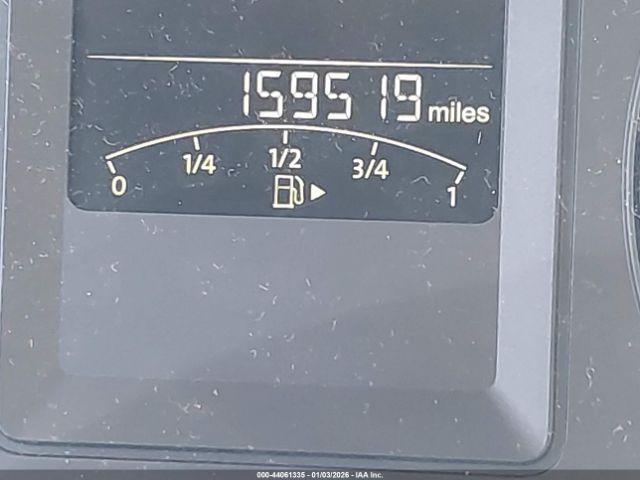 159519 miles
0 1/4 1/2 3/4 1
000-44061335 - 01/03/2026 - IAA Inc.